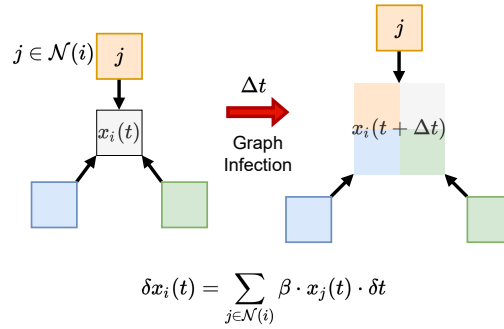 j ∈ 𝒩(i)
j
x_i(t)
Δt
Graph
Infection
j
x_i(t + Δt)
δx_i(t) = ∑_{j∈𝒩(i)} β · x_j(t) · δt